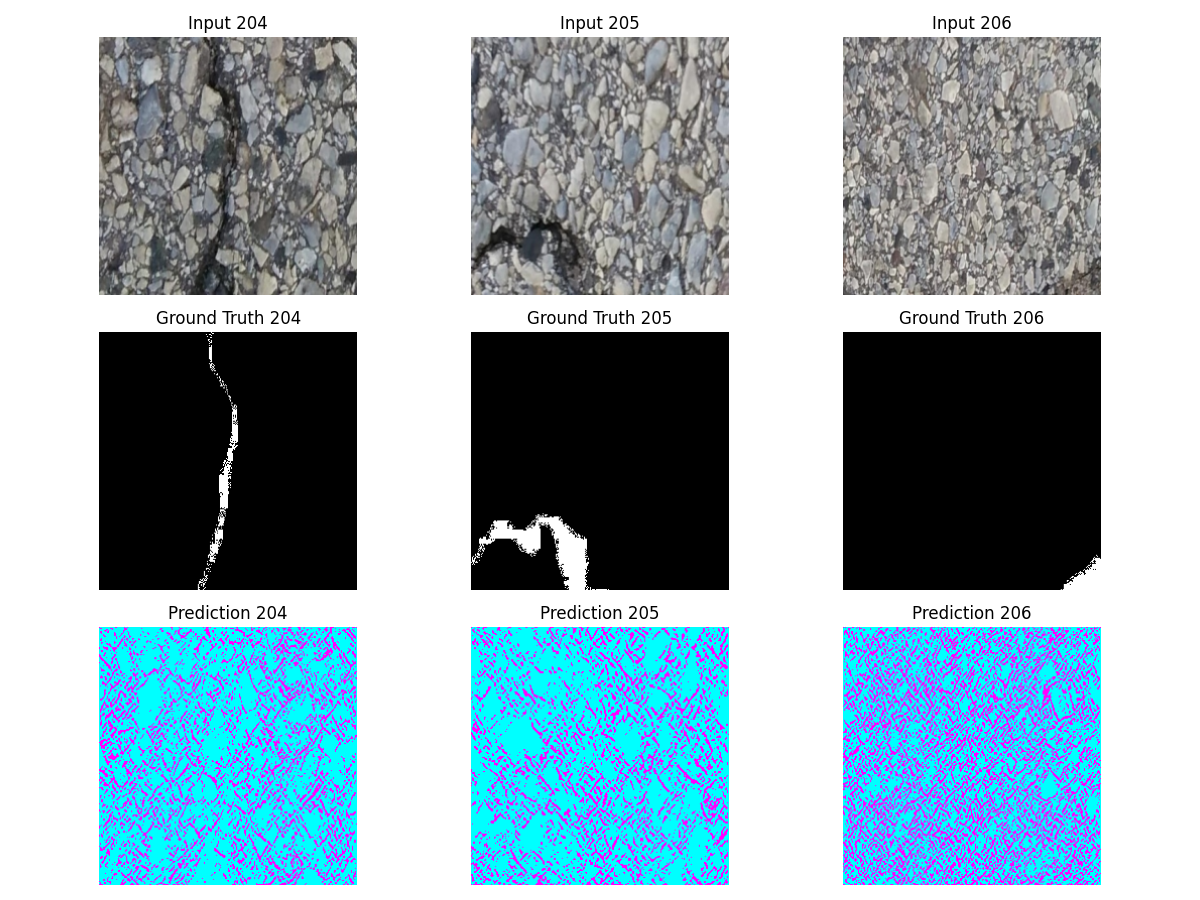 Input 204
Input 205
Input 206
Ground Truth 204
Ground Truth 205
Ground Truth 206
Prediction 204
Prediction 205
Prediction 206